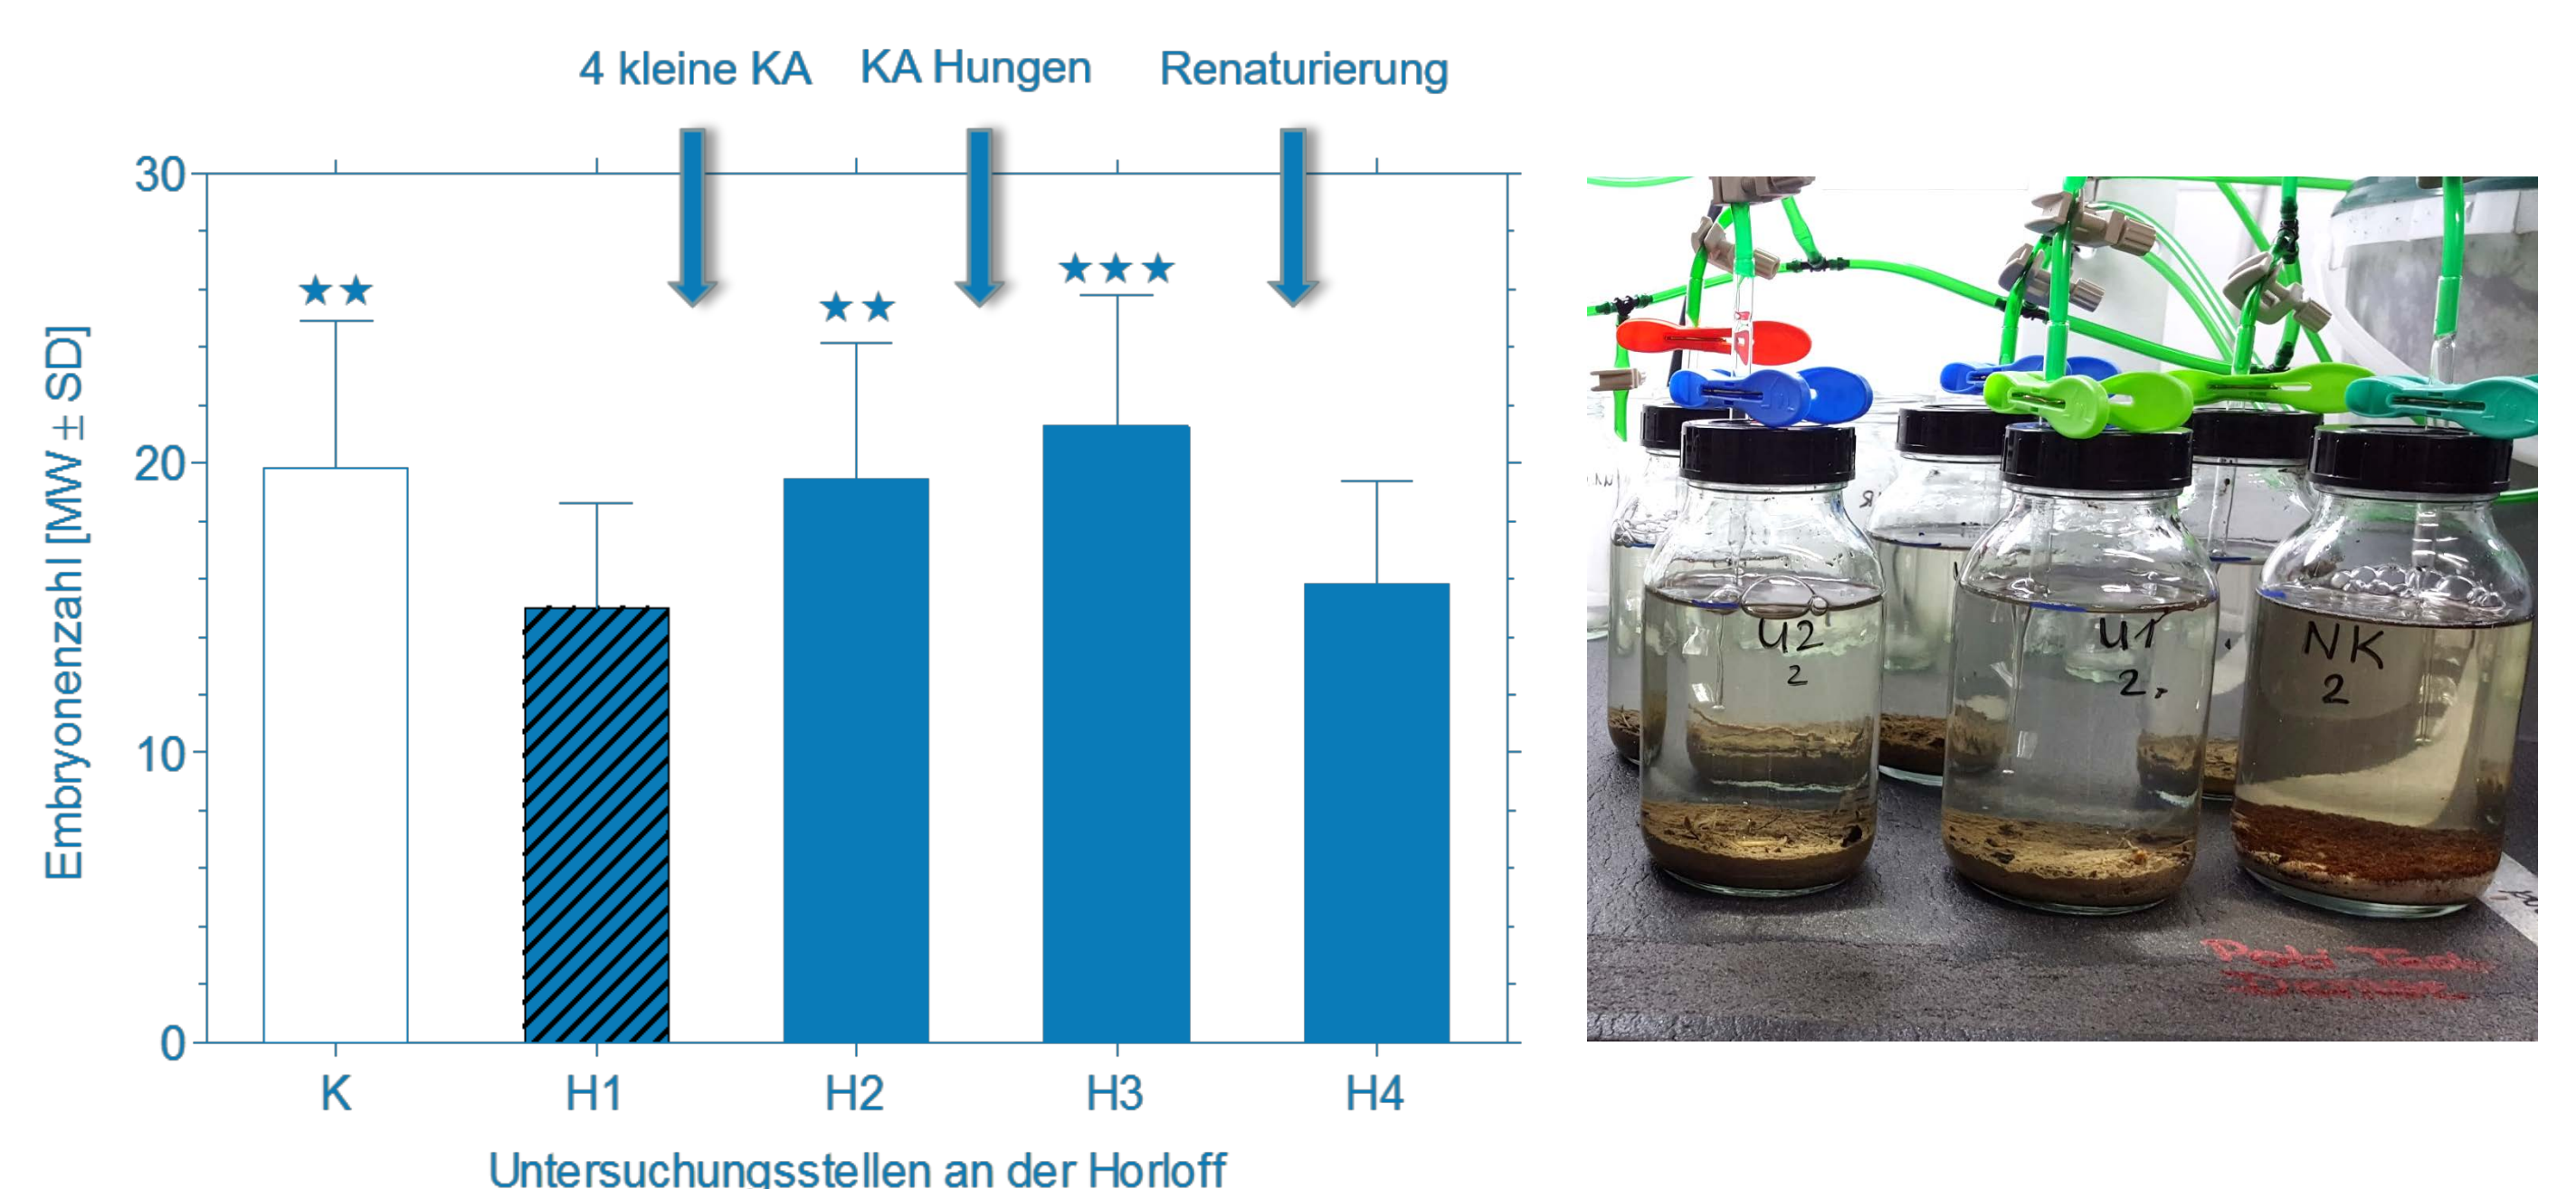 4 kleine KA
KA Hungen
Renaturierung
Embryonenzahl [MW ± SD]
30
20
10
0
★★
★★
★★★
K
H1
H2
H3
H4
Untersuchungsstellen an der Horloff
U2
2
U1
2.
NK
2